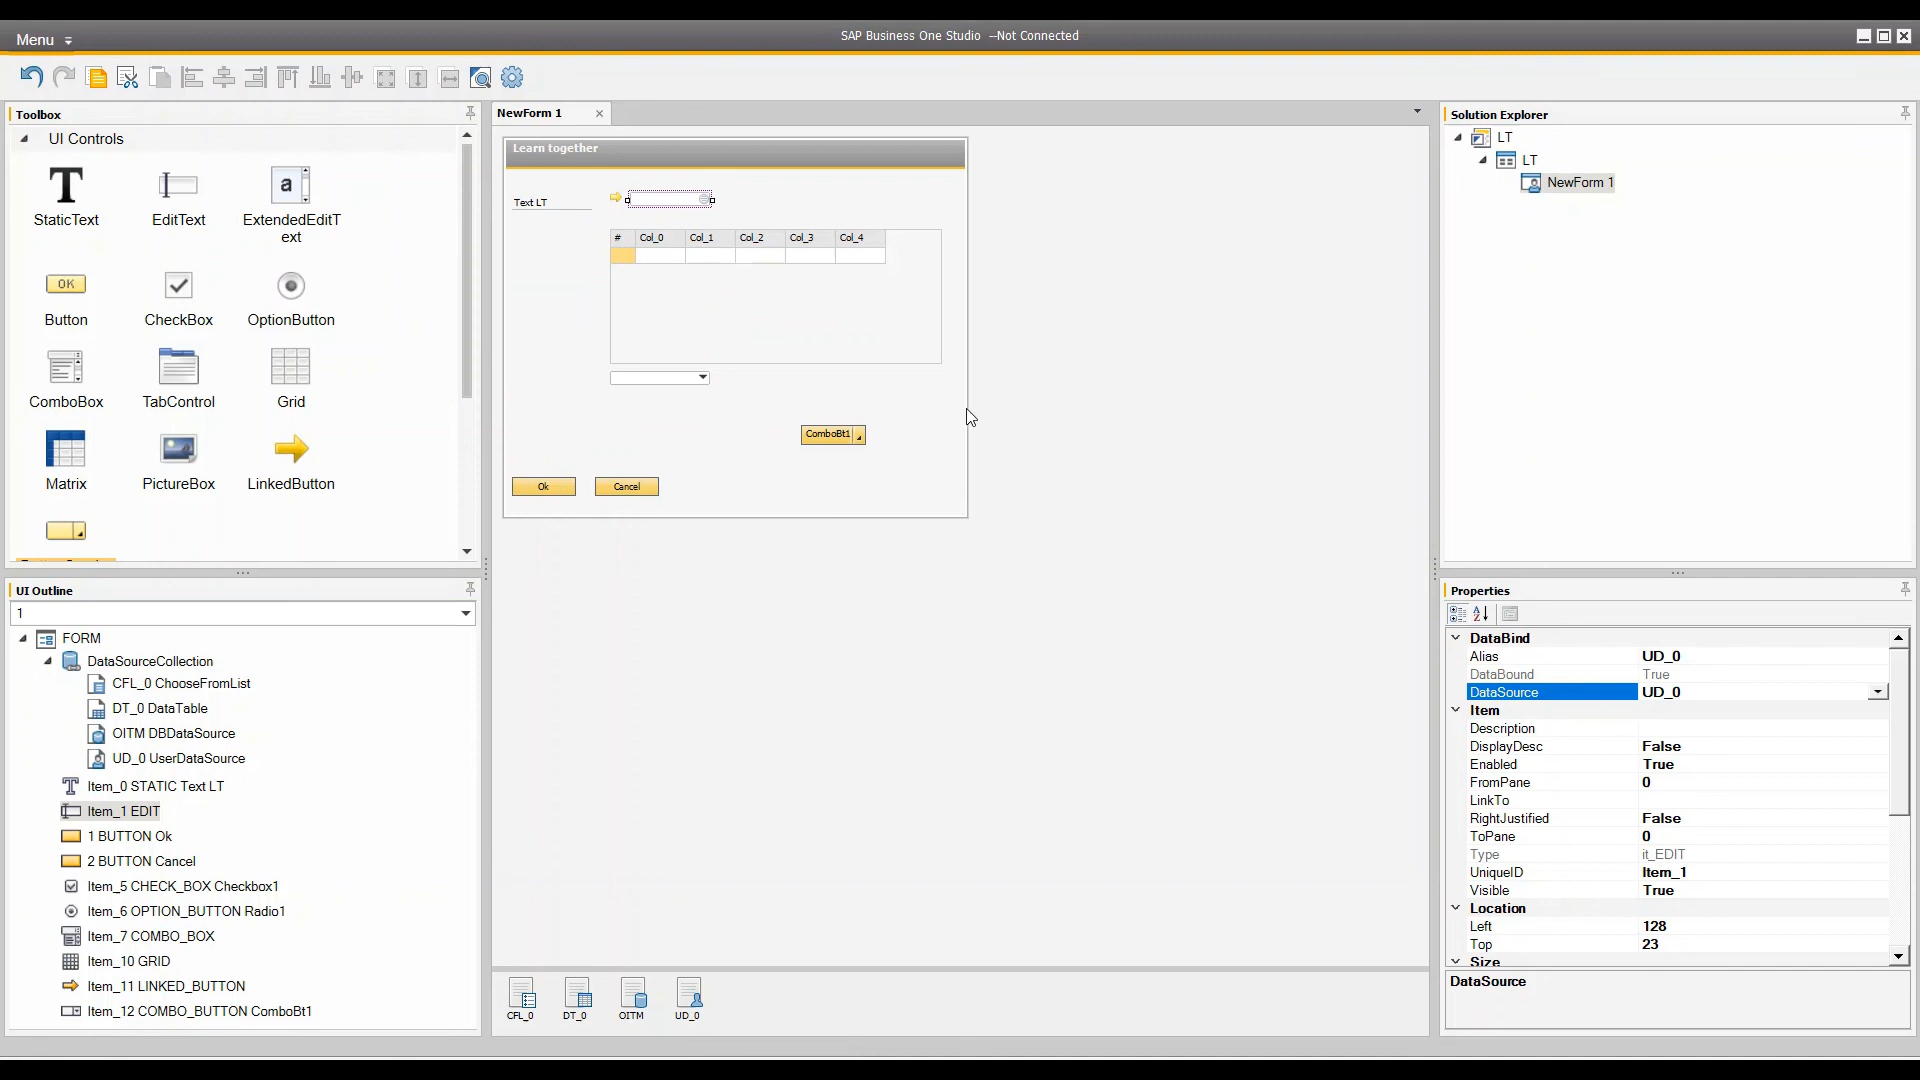 SAP Business One Studio --Not Connected
Menu
Toolbox
UI Controls
StaticText
EditText
ExtendedEditT
ext
OK
Button
CheckBox
OptionButton
ComboBox
TabControl
Grid
Matrix
PictureBox
LinkedButton
UI Outline
1
FORM
DataSourceCollection
CFL_0 ChooseFromList
DT_0 DataTable
OITM DBDataSource
UD_0 UserDataSource
Item_0 STATIC Text LT
Item_1 EDIT
1 BUTTON Ok
2 BUTTON Cancel
Item_5 CHECK_BOX Checkbox1
Item_6 OPTION_BUTTON Radio1
Item_7 COMBO_BOX
Item_10 GRID
Item_11 LINKED_BUTTON
Item_12 COMBO_BUTTON ComboBt1
NewForm 1
Learn together
Text LT
# Col_0 Col_1 Col_2 Col_3 Col_4
ComboBt1
Ok Cancel
CFL_0 DT_0 OITM UD_0
Solution Explorer
LT
LT
NewForm 1
Properties
DataBind
Alias UD_0
DataBound True
DataSource UD_0
Item
Description
DisplayDesc False
Enabled True
FromPane 0
LinkTo
RightJustified False
ToPane 0
Type it_EDIT
UniqueID Item_1
Visible True
Location
Left 128
Top 23
Size
DataSource